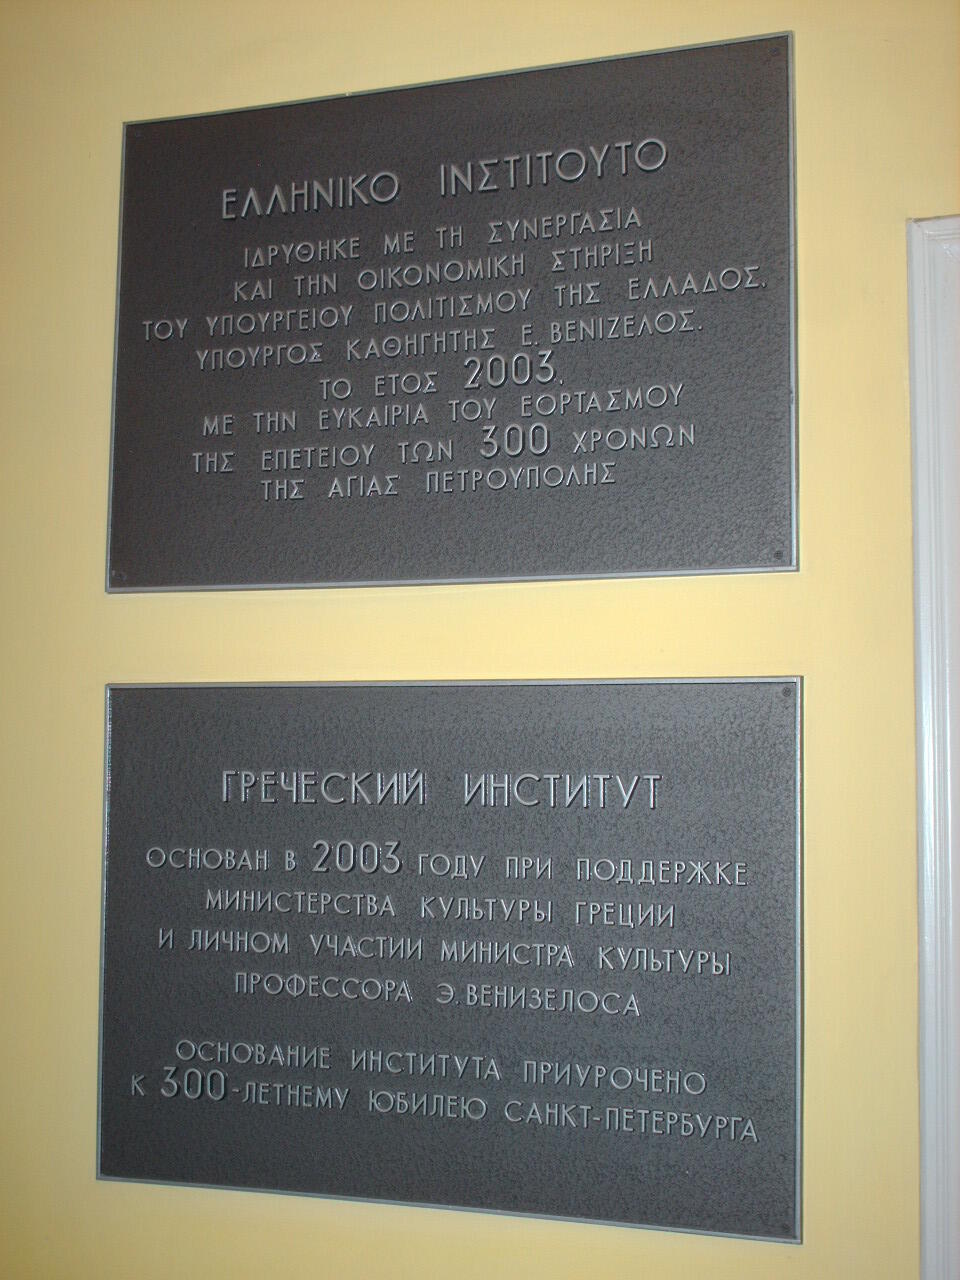 ΕΛΛΗΝΙΚΟ ΙΝΣΤΙΤΟΥΤΟ
ΙΔΡΥΘΗΚΕ ΜΕ ΤΗ ΣΥΝΕΡΓΑΣΙΑ
ΚΑΙ ΤΗΝ ΟΙΚΟΝΟΜΙΚΗ ΣΤΗΡΙΞΗ
ΤΟΥ ΥΠΟΥΡΓΕΙΟΥ ΠΟΛΙΤΙΣΜΟΥ ΤΗΣ ΕΛΛΑΔΟΣ,
ΥΠΟΥΡΓΟΣ ΚΑΘΗΓΗΤΗΣ Ε. ΒΕΝΙΖΕΛΟΣ.
ΤΟ ΕΤΟΣ 2003,
ΜΕ ΤΗΝ ΕΥΚΑΙΡΙΑ ΤΟΥ ΕΟΡΤΑΣΜΟΥ
ΤΗΣ ΕΠΕΤΕΙΟΥ ΤΩΝ 300 ΧΡΟΝΩΝ
ΤΗΣ ΑΓΙΑΣ ΠΕΤΡΟΥΠΟΛΗΣ
ГРЕЧЕСКИЙ ИНСТИТУТ
ОСНОВАН В 2003 ГОДУ ПРИ ПОДДЕРЖКЕ
МИНИСТЕРСТВА КУЛЬТУРЫ ГРЕЦИИ
И ЛИЧНОМ УЧАСТИИ МИНИСТРА КУЛЬТУРЫ
ПРОФЕССОРА Э. ВЕНИЗЕЛОСА
ОСНОВАНИЕ ИНСТИТУТА ПРИУРОЧЕНО
К 300-ЛЕТНЕМУ ЮБИЛЕЮ САНКТ-ПЕТЕРБУРГА